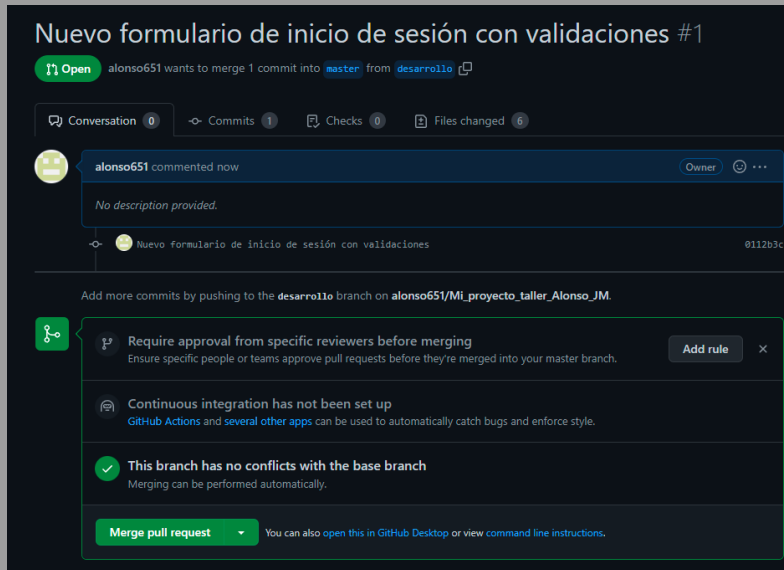 Nuevo formulario de inicio de sesión con validaciones #1
Open alonso651 wants to merge 1 commit into master from desarrollo
Conversation 0 Commits 1 Checks 0 Files changed 6
alonso651 commented now Owner ...
No description provided.
Nuevo formulario de inicio de sesión con validaciones 0112b3c
Add more commits by pushing to the desarrollo branch on alonso651/Mi_proyecto_taller_Alonso_JM.
Require approval from specific reviewers before merging
Ensure specific people or teams approve pull requests before they're merged into your master branch.
Add rule
Continuous integration has not been set up
GitHub Actions and several other apps can be used to automatically catch bugs and enforce style.
This branch has no conflicts with the base branch
Merging can be performed automatically.
Merge pull request You can also open this in GitHub Desktop or view command line instructions.